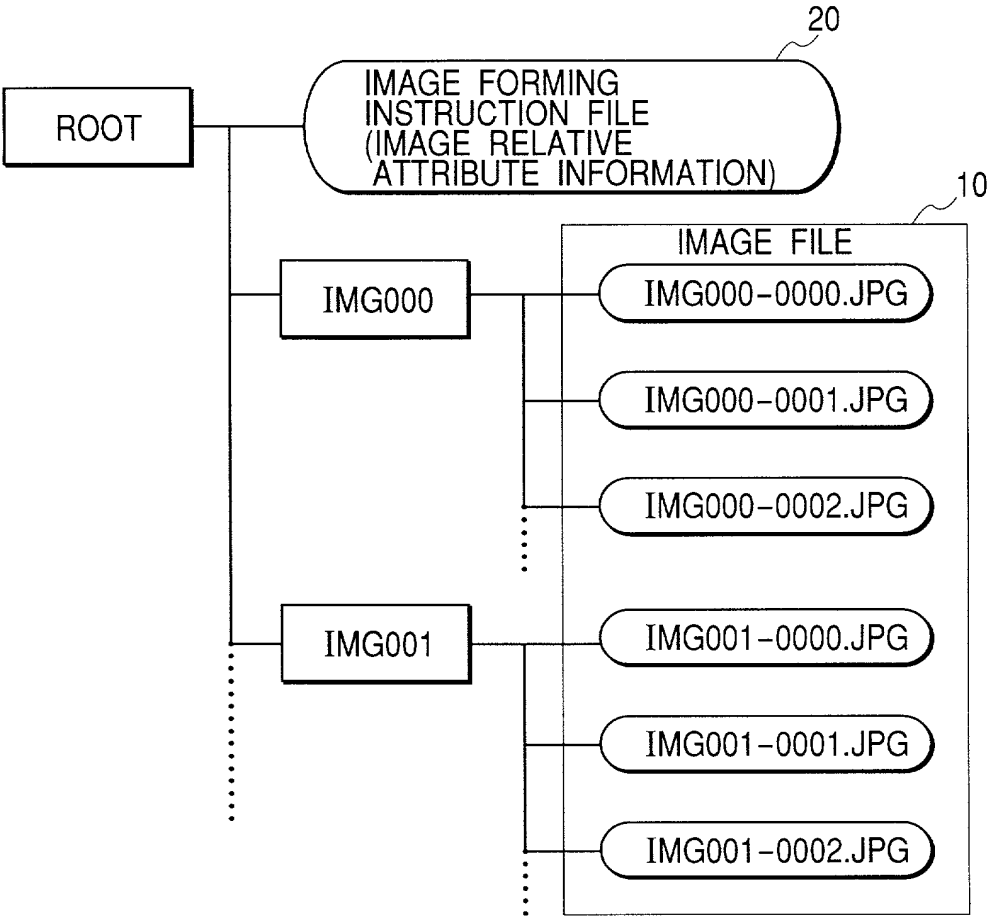 20
ROOT
IMAGE FORMING
INSTRUCTION FILE
(IMAGE RELATIVE
ATTRIBUTE INFORMATION)
10
IMAGE FILE
IMG000
IMG000-0000.JPG
IMG000-0001.JPG
IMG000-0002.JPG
IMG001
IMG001-0000.JPG
IMG001-0001.JPG
IMG001-0002.JPG